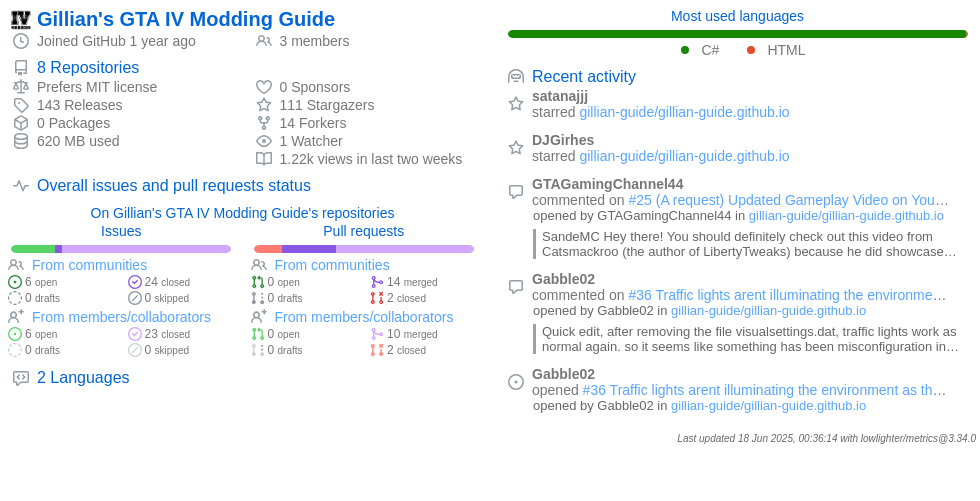 Gillian's GTA IV Modding Guide
Joined GitHub 1 year ago
3 members
8 Repositories
Prefers MIT license
143 Releases
0 Packages
620 MB used
0 Sponsors
111 Stargazers
14 Forkers
1 Watcher
1.22k views in last two weeks
Overall issues and pull requests status
On Gillian's GTA IV Modding Guide's repositories
Issues
From communities
6 open
24 closed
0 drafts
0 skipped
From members/collaborators
6 open
23 closed
0 drafts
0 skipped
Pull requests
From communities
0 open
14 merged
0 drafts
2 closed
From members/collaborators
0 open
10 merged
0 drafts
2 closed
2 Languages
Most used languages
C#
HTML
Recent activity
satanajjj
starred gillian-guide/gillian-guide.github.io
DJGirhes
starred gillian-guide/gillian-guide.github.io
GTAGamingChannel44
commented on #25 (A request) Updated Gameplay Video on You…
opened by GTAGamingChannel44 in gillian-guide/gillian-guide.github.io
SandeMC Hey there! You should definitely check out this video from
Catsmackroo (the author of LibertyTweaks) because he did showcase…
Gabble02
commented on #36 Traffic lights arent illuminating the environme…
opened by Gabble02 in gillian-guide/gillian-guide.github.io
Quick edit, after removing the file visualsettings.dat, traffic lights work as
normal again. so it seems like something has been misconfiguration in…
Gabble02
opened #36 Traffic lights arent illuminating the environment as th…
opened by Gabble02 in gillian-guide/gillian-guide.github.io
Last updated 18 Jun 2025, 00:36:14 with lowlighter/metrics@3.34.0